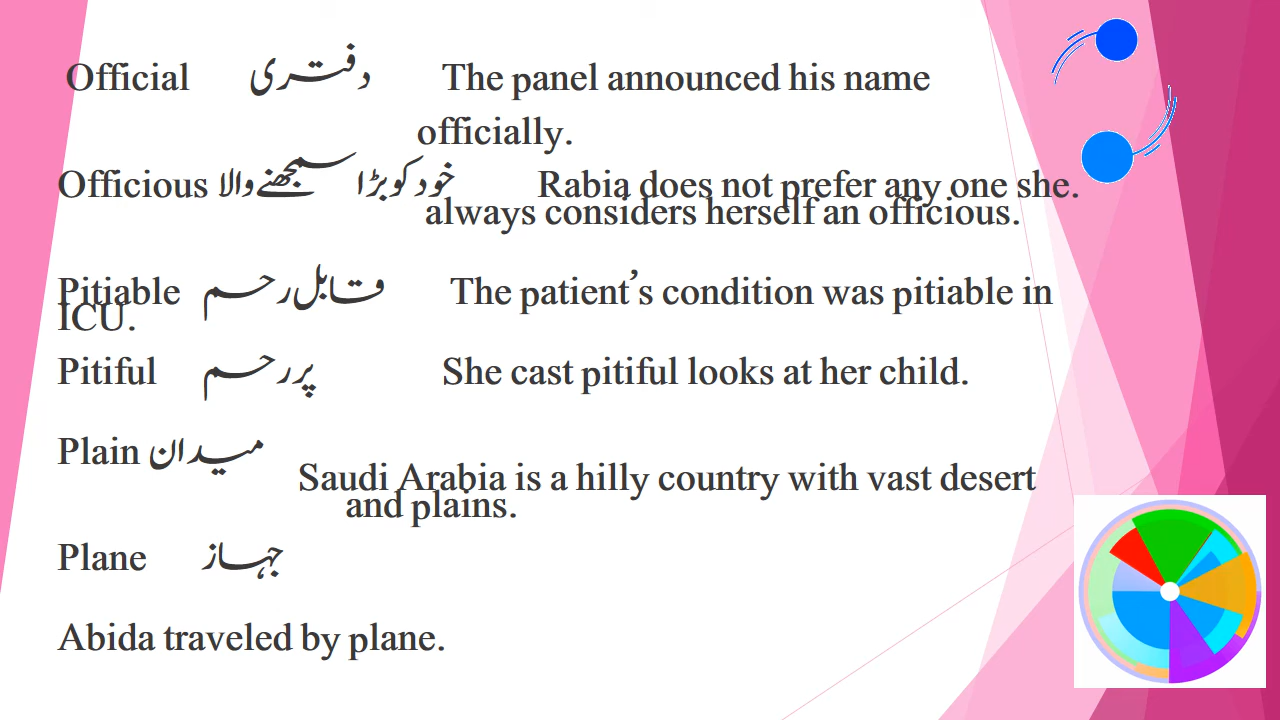 Official دفتری The panel announced his name
officially.
Officious خود کو بڑا سمجھنے والا Rabia does not prefer any one she.
always considers herself an officious.
Pitiable قابل رحم The patient’s condition was pitiable in
ICU.
Pitiful پر رحم She cast pitiful looks at her child.
Plain میدان
Saudi Arabia is a hilly country with vast desert
and plains.
Plane جہاز
Abida traveled by plane.